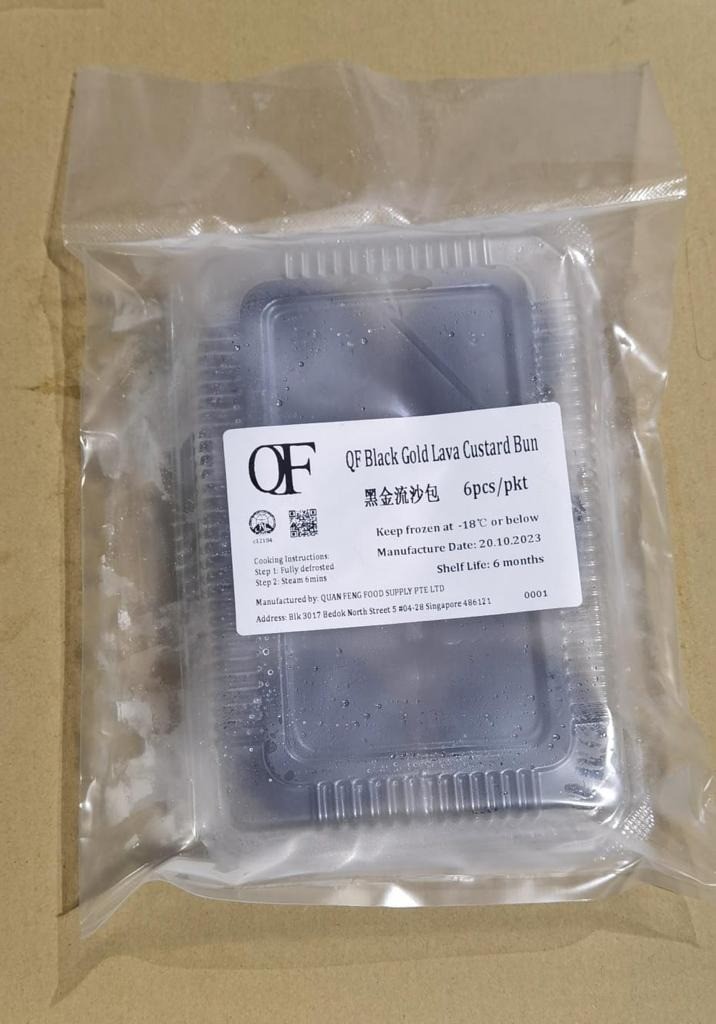 QF
QF Black Gold Lava Custard Bun
黑金流沙包 6pcs/pkt
Keep frozen at -18℃ or below
Manufacture Date: 20.10.2023
Shelf Life: 6 months
Cooking Instructions:
Step 1: Fully defrosted
Step 2: Steam 6mins
Manufactured by: QUAN FENG FOOD SUPPLY PTE LTD
Address: Blk 3017 Bedok North Street 5 #04-28 Singapore 486121
0001